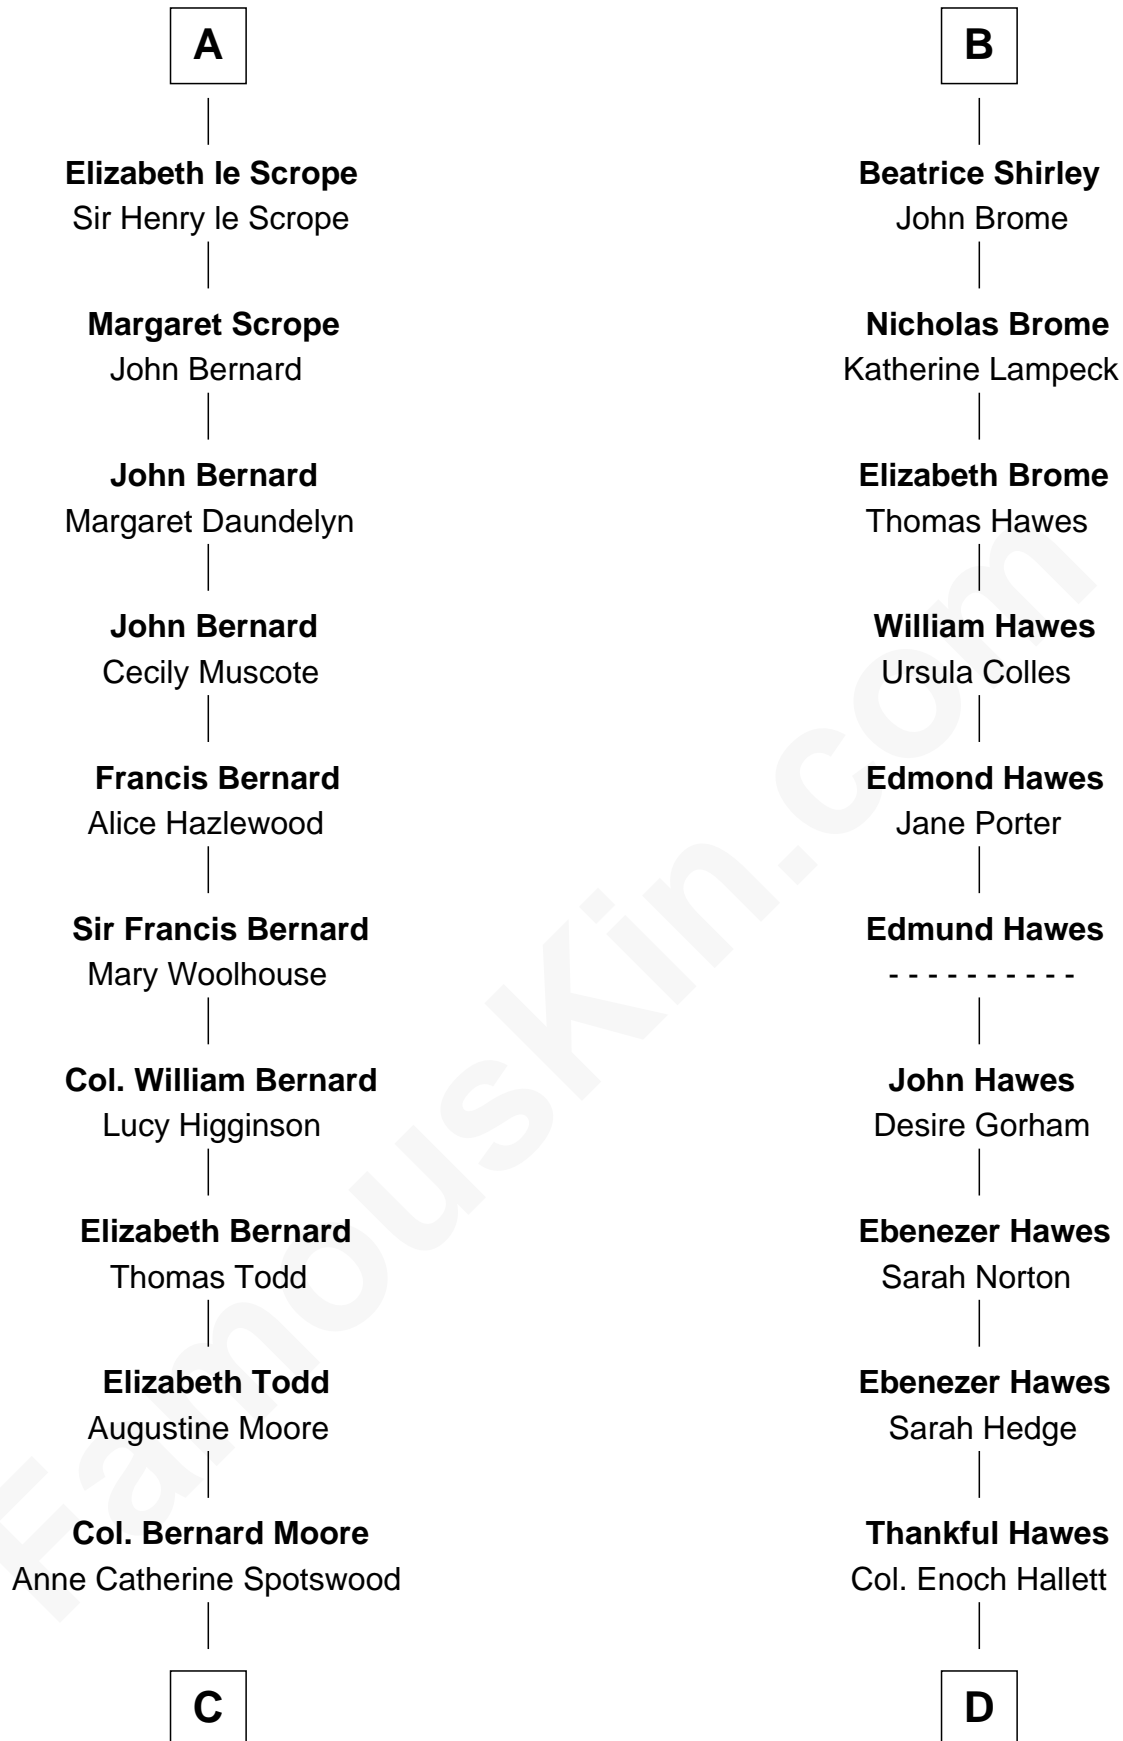 A
Elizabeth le Scrope
Sir Henry le Scrope
Margaret Scrope
John Bernard
John Bernard
Margaret Daundelyn
John Bernard
Cecily Muscote
Francis Bernard
Alice Hazlewood
Sir Francis Bernard
Mary Woolhouse
Col. William Bernard
Lucy Higginson
Elizabeth Bernard
Thomas Todd
Elizabeth Todd
Augustine Moore
Col. Bernard Moore
Anne Catherine Spotswood
C
B
Beatrice Shirley
John Brome
Nicholas Brome
Katherine Lampeck
Elizabeth Brome
Thomas Hawes
William Hawes
Ursula Colles
Edmond Hawes
Jane Porter
Edmund Hawes
- - - - - - - - - -
John Hawes
Desire Gorham
Ebenezer Hawes
Sarah Norton
Ebenezer Hawes
Sarah Hedge
Thankful Hawes
Col. Enoch Hallett
D
FamousKin.com